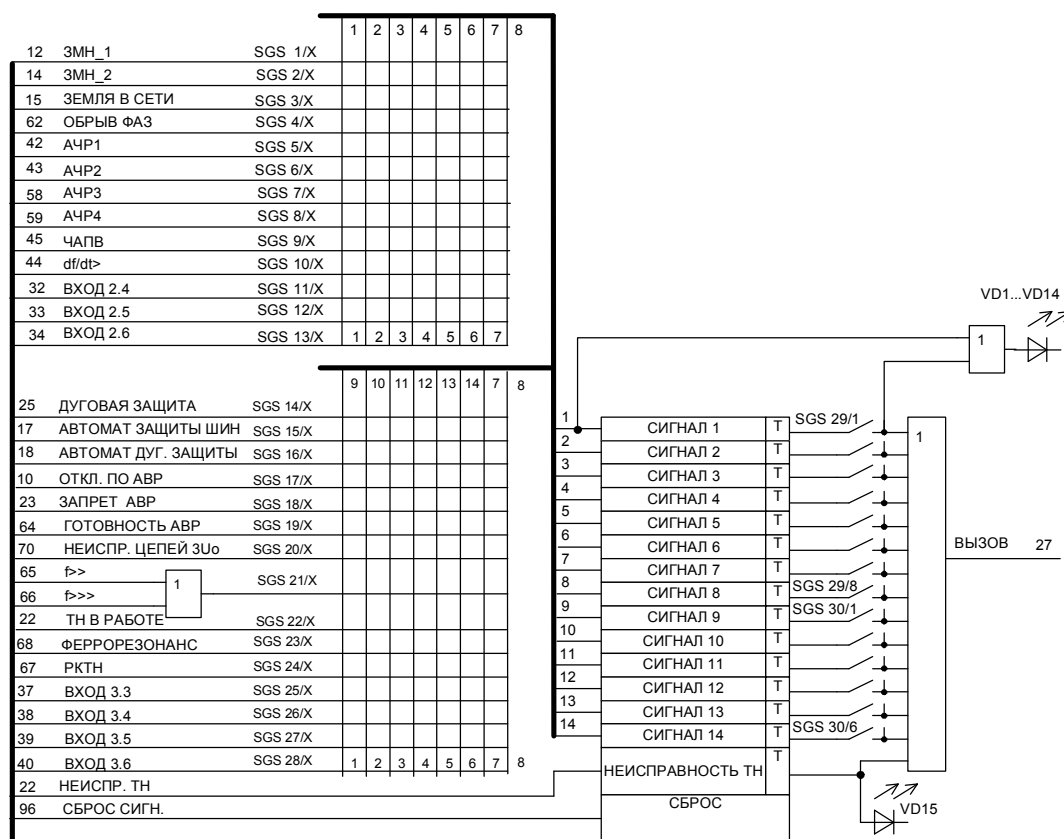 1 2 3 4 5 6 7 8
12 ЗМН_1 SGS 1/X
14 ЗМН_2 SGS 2/X
15 ЗЕМЛЯ В СЕТИ SGS 3/X
62 ОБРЫВ ФАЗ SGS 4/X
42 АЧР1 SGS 5/X
43 АЧР2 SGS 6/X
58 АЧР3 SGS 7/X
59 АЧР4 SGS 8/X
45 ЧАПВ SGS 9/X
44 df/dt> SGS 10/X
32 ВХОД 2.4 SGS 11/X
33 ВХОД 2.5 SGS 12/X
34 ВХОД 2.6 SGS 13/X 1 2 3 4 5 6 7
9 10 11 12 13 14 7 8
25 ДУГОВАЯ ЗАЩИТА SGS 14/X
17 АВТОМАТ ЗАЩИТЫ ШИН SGS 15/X
18 АВТОМАТ ДУГ. ЗАЩИТЫ SGS 16/X
10 ОТКЛ. ПО АВР SGS 17/X
23 ЗАПРЕТ АВР SGS 18/X
64 ГОТОВНОСТЬ АВР SGS 19/X
70 НЕИСПР. ЦЕПЕЙ 3Uo SGS 20/X
65 f>>
1 SGS 21/X
66 f>>>
22 ТН В РАБОТЕ SGS 22/X
68 ФЕРРОРЕЗОНАНС SGS 23/X
67 РКТН SGS 24/X
37 ВХОД 3.3 SGS 25/X
38 ВХОД 3.4 SGS 26/X
39 ВХОД 3.5 SGS 27/X
40 ВХОД 3.6 SGS 28/X 1 2 3 4 5 6 7 8
22 НЕИСПР. ТН
96 СБРОС СИГН.
VD1...VD14
1
1 СИГНАЛ 1 T SGS 29/1
2 СИГНАЛ 2 T
3 СИГНАЛ 3 T
4 СИГНАЛ 4 T
5 СИГНАЛ 5 T
6 СИГНАЛ 6 T
7 СИГНАЛ 7 T
8 СИГНАЛ 8 T SGS 29/8
9 СИГНАЛ 9 T SGS 30/1
10 СИГНАЛ 10 T
11 СИГНАЛ 11 T
12 СИГНАЛ 12 T
13 СИГНАЛ 13 T
14 СИГНАЛ 14 T SGS 30/6
НЕИСПРАВНОСТЬ ТН T
СБРОС
1
ВЫЗОВ 27
VD15